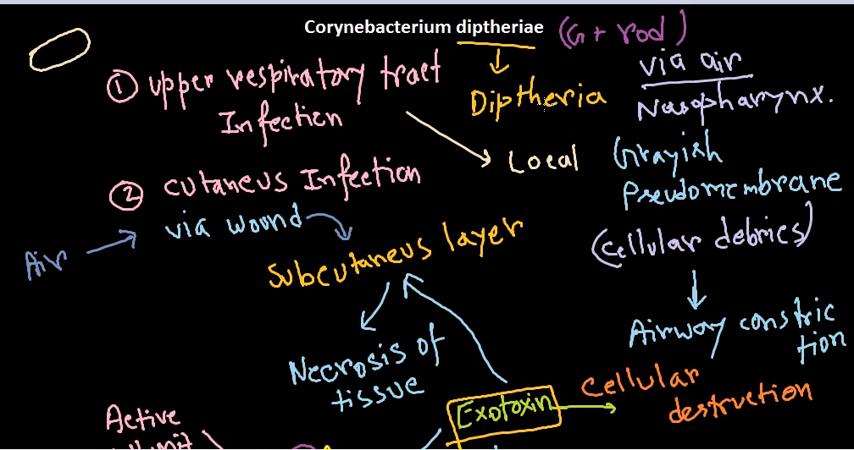 Corynebacterium diptheriae
(G+ rod)
① upper respiratory tract
Infection
Diptheria
via air
Nasopharynx.
Local
Grayish
Pseudomembrane
(cellular debries)
Airway constric
tion
② cutaneus Infection
via wound
Air
Subcutaneus layer
Necrosis of
tissue
Exotoxin
cellular
destruction
Active